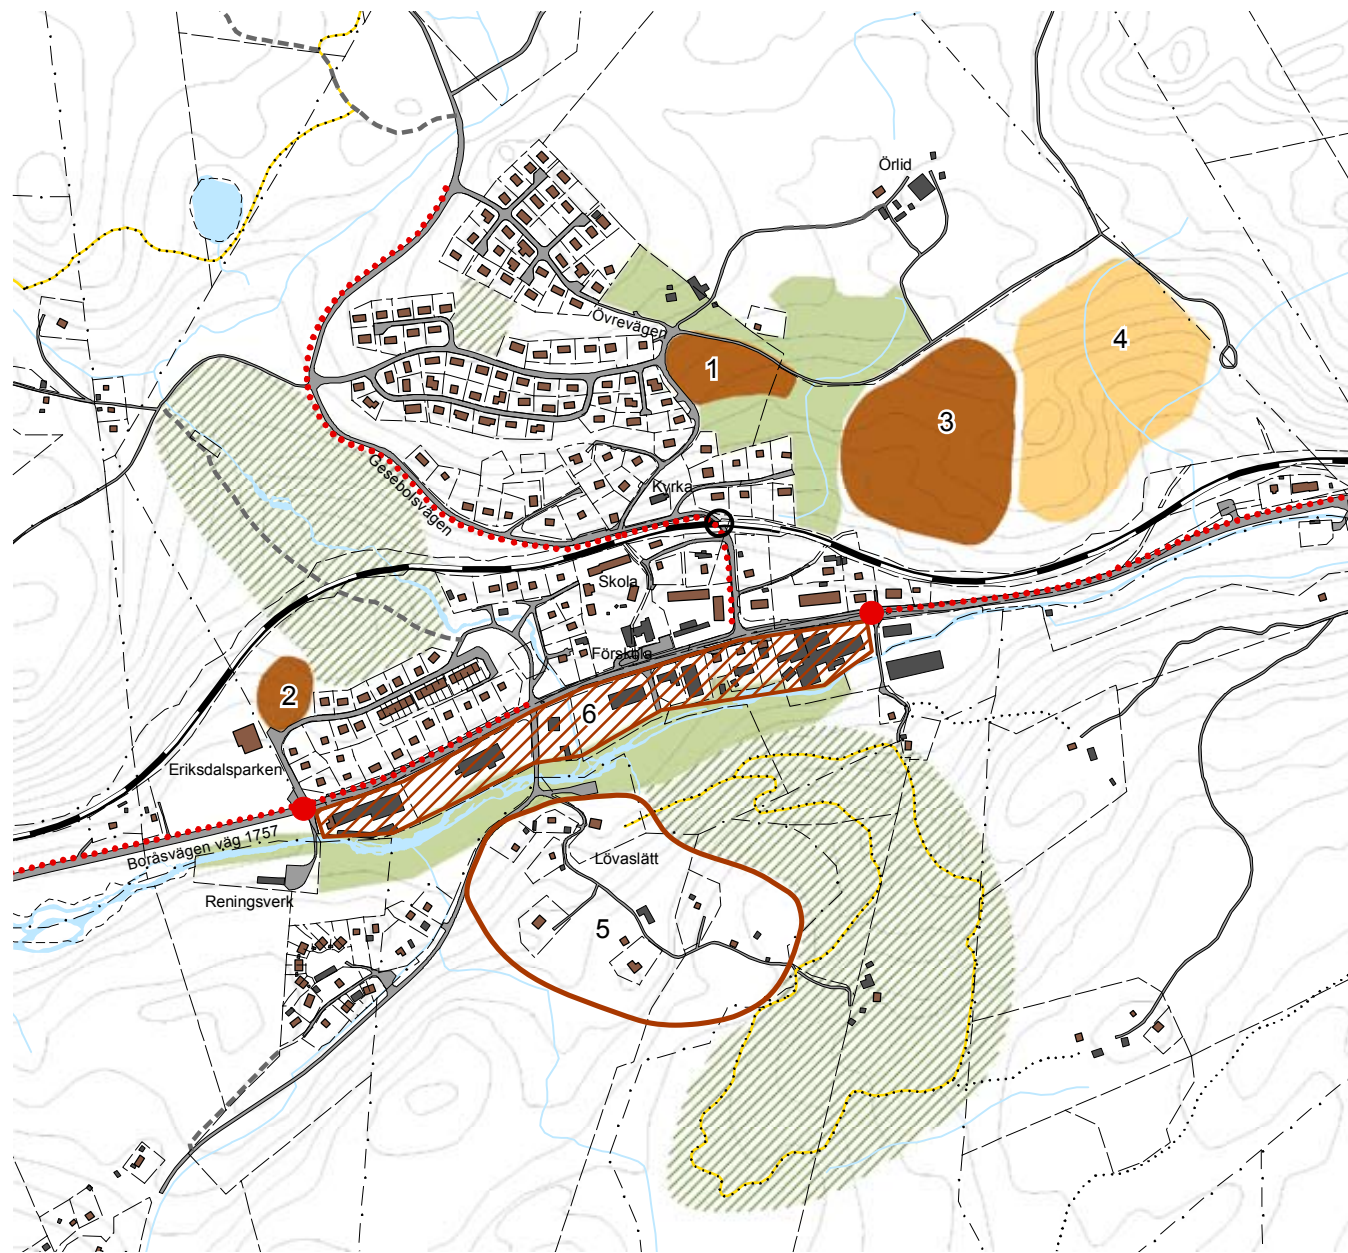 Örlid
Övrevägen
1
4
3
Gesebolsvägen
Kyrka
Skola
Förskola
2
6
Eriksdalsparken
Boråsvägen väg 1757
Lövaslätt
Reningsverk
5